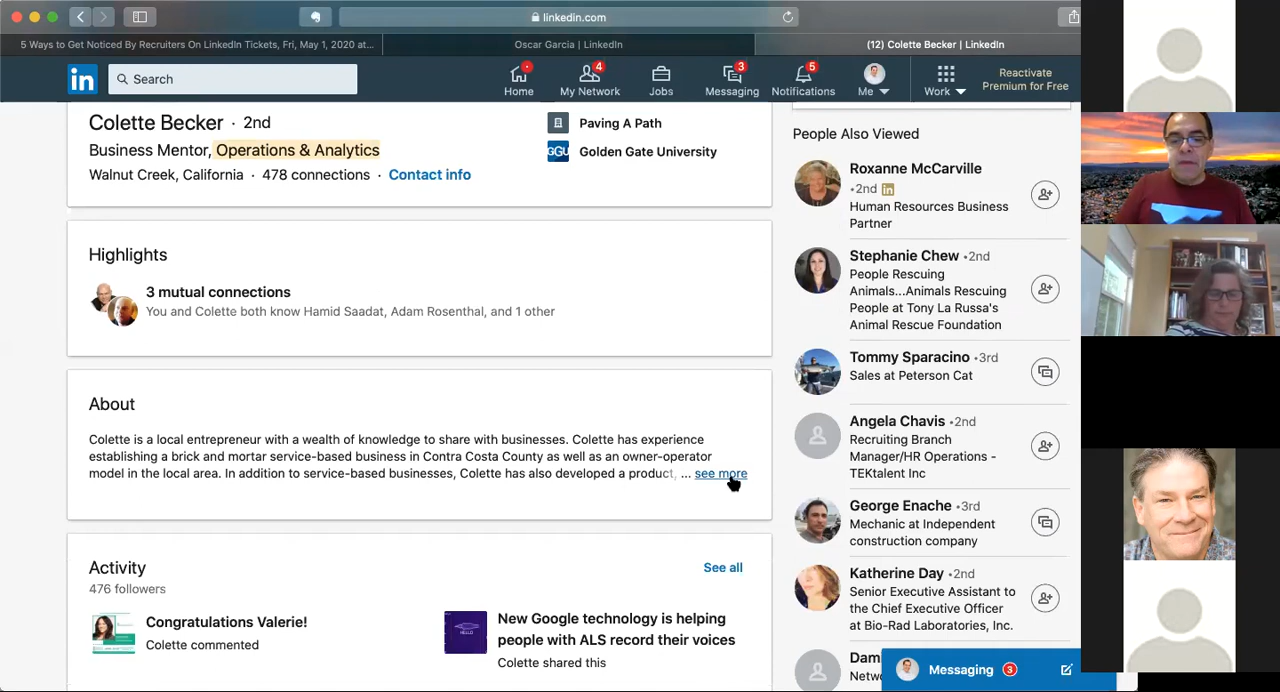 linkedin.com
5 Ways to Get Noticed By Recruiters On LinkedIn Tickets, Fri, May 1, 2020 at...
Oscar Garcia | LinkedIn
(12) Colette Becker | LinkedIn
in
Search
Home
4
My Network
Jobs
3
Messaging
5
Notifications
Me
Work
Reactivate
Premium for Free
Colette Becker · 2nd
Business Mentor, Operations & Analytics
Walnut Creek, California · 478 connections · Contact info
Paving A Path
GGU
Golden Gate University
Highlights
3 mutual connections
You and Colette both know Hamid Saadat, Adam Rosenthal, and 1 other
About
Colette is a local entrepreneur with a wealth of knowledge to share with businesses. Colette has experience
establishing a brick and mortar service-based business in Contra Costa County as well as an owner-operator
model in the local area. In addition to service-based businesses, Colette has also developed a product, ... see more
Activity
See all
476 followers
Congratulations Valerie!
Colette commented
HELLO
New Google technology is helping
people with ALS record their voices
Colette shared this
People Also Viewed
Roxanne McCarville
• 2nd in
Human Resources Business
Partner
Stephanie Chew • 2nd
People Rescuing
Animals...Animals Rescuing
People at Tony La Russa's
Animal Rescue Foundation
Tommy Sparacino • 3rd
Sales at Peterson Cat
Angela Chavis • 2nd
Recruiting Branch
Manager/HR Operations -
TEKtalent Inc
George Enache • 3rd
Mechanic at Independent
construction company
Katherine Day • 2nd
Senior Executive Assistant to
the Chief Executive Officer
at Bio-Rad Laboratories, Inc.
Messaging 3